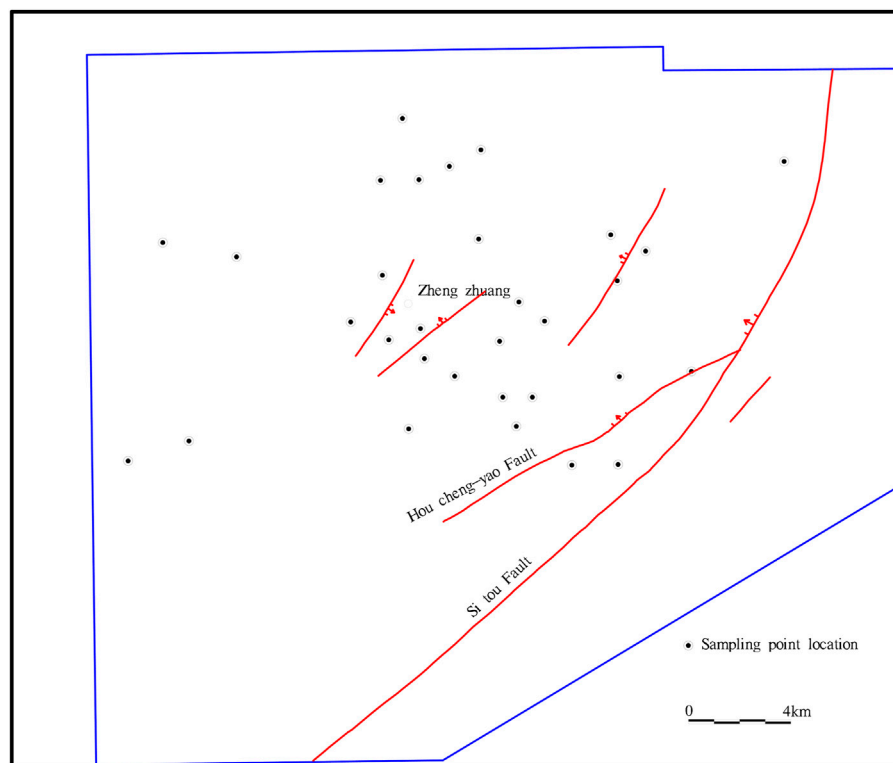 Zheng zhuang
Hou cheng-yao Fault
Si tou Fault
Sampling point location
0 4km